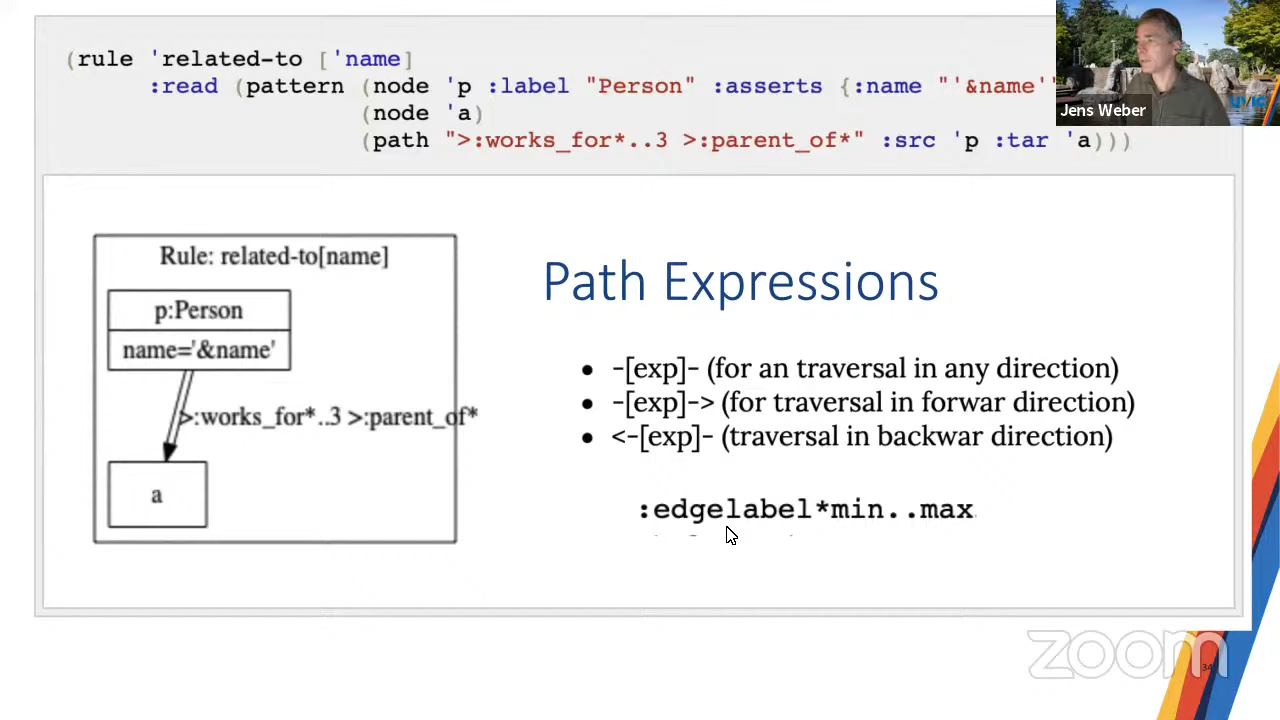 (rule 'related-to ['name]
:read (pattern (node 'p :label "Person" :asserts {:name "'&name'
(node 'a)
(path ">:works_for*..3 >:parent_of*" :src 'p :tar 'a)))
Jens Weber
UVIC
Rule: related-to[name]
p:Person
name='&name'
>:works_for*..3 >:parent_of*
a
Path Expressions
• -[exp]- (for an traversal in any direction)
• -[exp]-> (for traversal in forwar direction)
• <-[exp]- (traversal in backwar direction)
:edgelabel*min..max
zoom
34